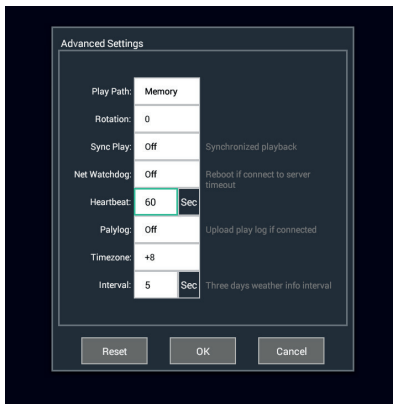 Advanced Settings
Play Path: Memory
Rotation: 0
Sync Play: Off Synchronized playback
Net Watchdog: Off Reboot if connect to server
timeout
Heartbeat: 60 Sec
Palylog: Off Upload play log if connected
Timezone: +8
Interval: 5 Sec Three days weather info interval
Reset OK Cancel